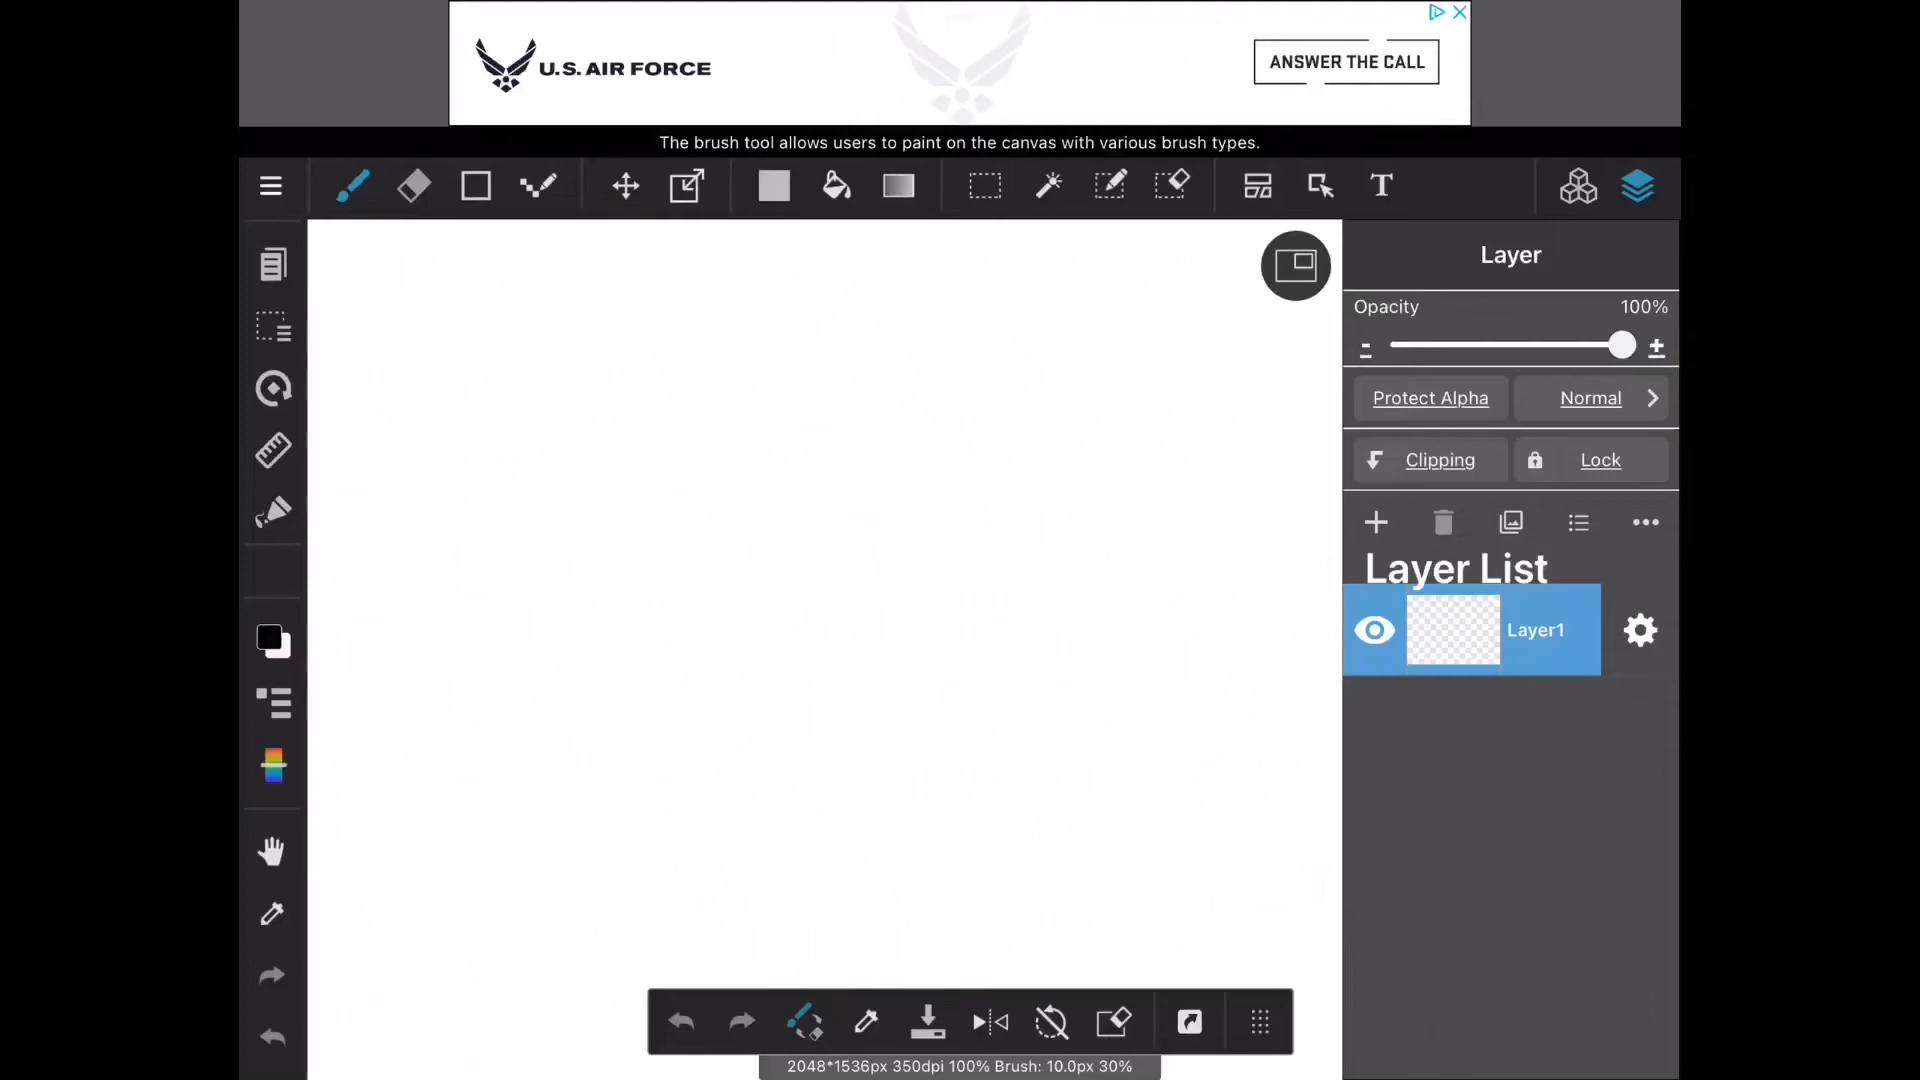 U.S. AIR FORCE
ANSWER THE CALL
The brush tool allows users to paint on the canvas with various brush types.
T
Layer
Opacity 100%
- +
Protect Alpha Normal
Clipping Lock
Layer List
Layer1
2048*1536px 350dpi 100% Brush: 10.0px 30%